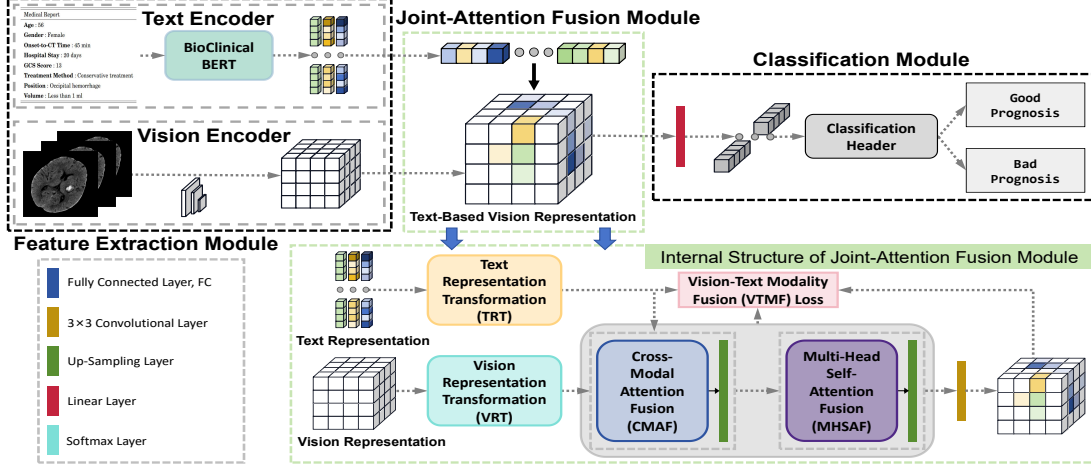 Text Encoder
Medical Report
Age : 56
Gender : Female
Onset-to-CT Time : 45 min
Hospital Stay : 20 days
GCS Score : 13
Treatment Method : Conservative treatment
Position : Occipital hemorrhage
Volume : Less than 1 ml
BioClinical
BERT
Vision Encoder
Feature Extraction Module
Joint-Attention Fusion Module
Text-Based Vision Representation
Classification Module
Classification
Header
Good
Prognosis
Bad
Prognosis
Fully Connected Layer, FC
3×3 Convolutional Layer
Up-Sampling Layer
Linear Layer
Softmax Layer
Internal Structure of Joint-Attention Fusion Module
Text Representation
Text
Representation
Transformation
(TRT)
Vision-Text Modality
Fusion (VTMF) Loss
Vision Representation
Vision
Representation
Transformation
(VRT)
Cross-
Modal
Attention
Fusion
(CMAF)
Multi-Head
Self-
Attention
Fusion
(MHSAF)